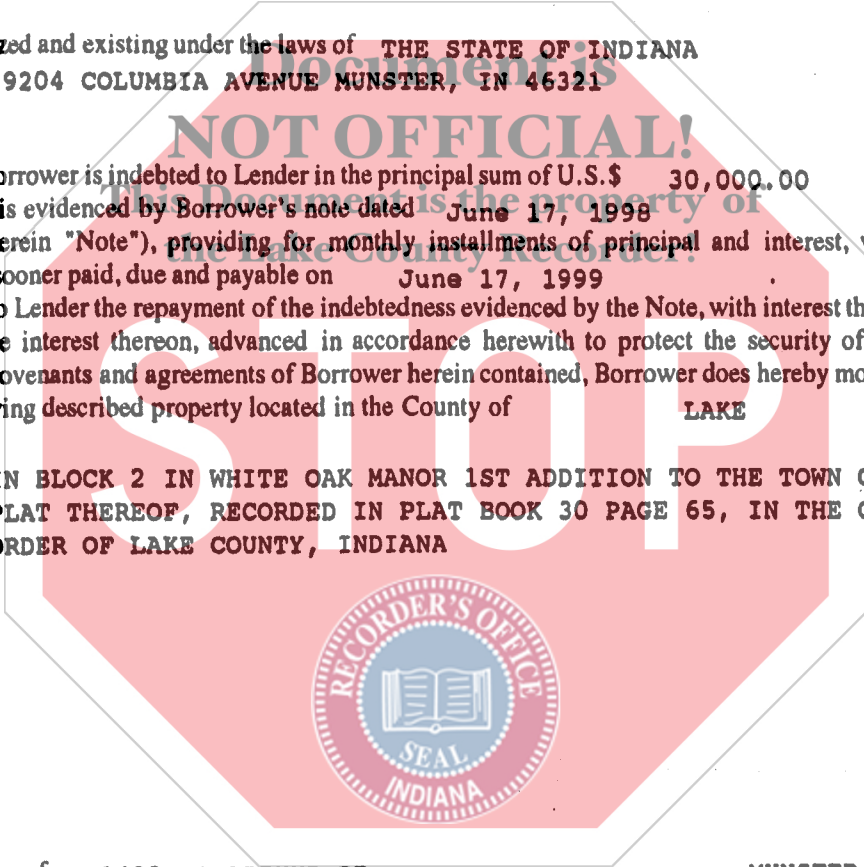 zed and existing under the laws of THE STATE OF INDIANA
9204 COLUMBIA AVENUE MUNSTER, IN 46321
Document is
NOT OFFICIAL!
This Document is the property of
the Lake County Recorder!
orrower is indebted to Lender in the principal sum of U.S.$ 30,000.00
is evidenced by Borrower's note dated June 17, 1998
erein "Note"), providing for monthly installments of principal and interest,
sooner paid, due and payable on June 17, 1999 .
o Lender the repayment of the indebtedness evidenced by the Note, with interest th
e interest thereon, advanced in accordance herewith to protect the security of
ovenants and agreements of Borrower herein contained, Borrower does hereby mo
ing described property located in the County of LAKE
STOP
IN BLOCK 2 IN WHITE OAK MANOR 1ST ADDITION TO THE TOWN O
PLAT THEREOF, RECORDED IN PLAT BOOK 30 PAGE 65, IN THE O
ORDER OF LAKE COUNTY, INDIANA
RECORDER'S OFFICE
SEAL
INDIANA